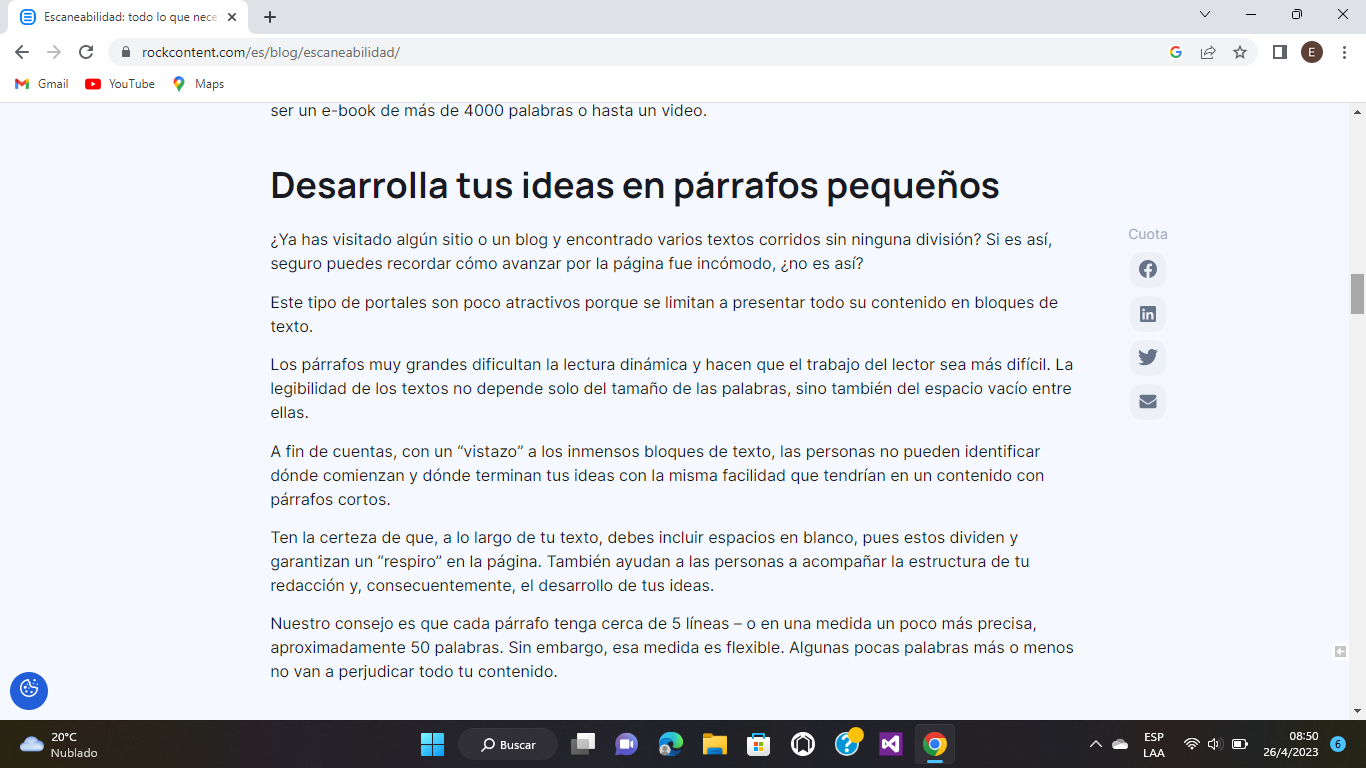 Escaneabilidad: todo lo que nece
rockcontent.com/es/blog/escaneabilidad/
E
Gmail
YouTube
Maps
ser un e-book de más de 4000 palabras o hasta un video.
Desarrolla tus ideas en párrafos pequeños
¿Ya has visitado algún sitio o un blog y encontrado varios textos corridos sin ninguna división? Si es así,
seguro puedes recordar cómo avanzar por la página fue incómodo, ¿no es así?
Este tipo de portales son poco atractivos porque se limitan a presentar todo su contenido en bloques de
texto.
Los párrafos muy grandes dificultan la lectura dinámica y hacen que el trabajo del lector sea más difícil. La
legibilidad de los textos no depende solo del tamaño de las palabras, sino también del espacio vacío entre
ellas.
A fin de cuentas, con un “vistazo” a los inmensos bloques de texto, las personas no pueden identificar
dónde comienzan y dónde terminan tus ideas con la misma facilidad que tendrían en un contenido con
párrafos cortos.
Ten la certeza de que, a lo largo de tu texto, debes incluir espacios en blanco, pues estos dividen y
garantizan un “respiro” en la página. También ayudan a las personas a acompañar la estructura de tu
redacción y, consecuentemente, el desarrollo de tus ideas.
Nuestro consejo es que cada párrafo tenga cerca de 5 líneas – o en una medida un poco más precisa,
aproximadamente 50 palabras. Sin embargo, esa medida es flexible. Algunas pocas palabras más o menos
no van a perjudicar todo tu contenido.
Cuota
20°C
Nublado
Buscar
ESP
LAA
08:50
26/4/2023
6